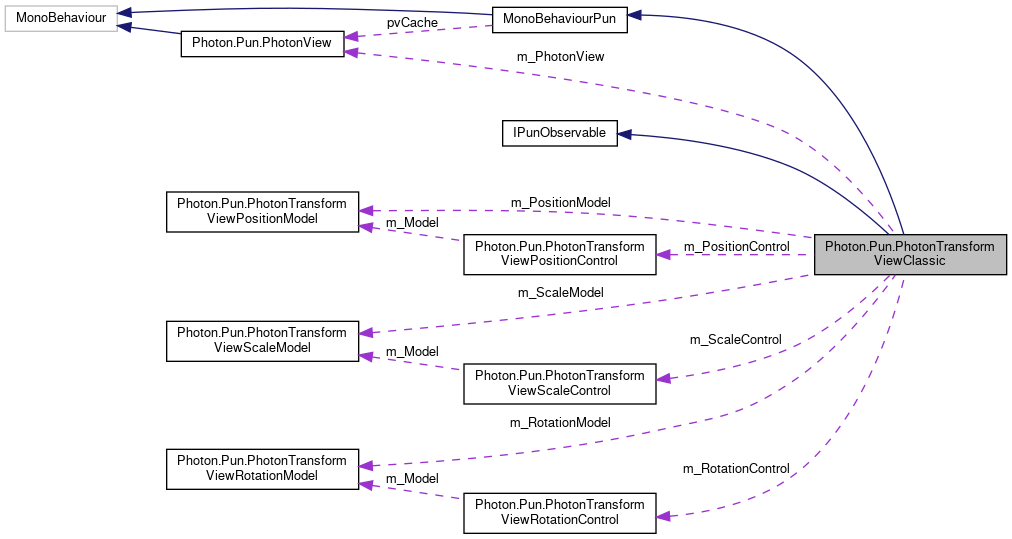 MonoBehaviour
MonoBehaviourPun
pvCache
Photon.Pun.PhotonView
m_PhotonView
IPunObservable
Photon.Pun.PhotonTransform
ViewPositionModel
m_PositionModel
m_Model
Photon.Pun.PhotonTransform
ViewPositionControl
m_PositionControl
Photon.Pun.PhotonTransform
ViewClassic
m_ScaleModel
Photon.Pun.PhotonTransform
ViewScaleModel
m_Model
m_ScaleControl
Photon.Pun.PhotonTransform
ViewScaleControl
m_RotationModel
Photon.Pun.PhotonTransform
ViewRotationModel
m_Model
m_RotationControl
Photon.Pun.PhotonTransform
ViewRotationControl